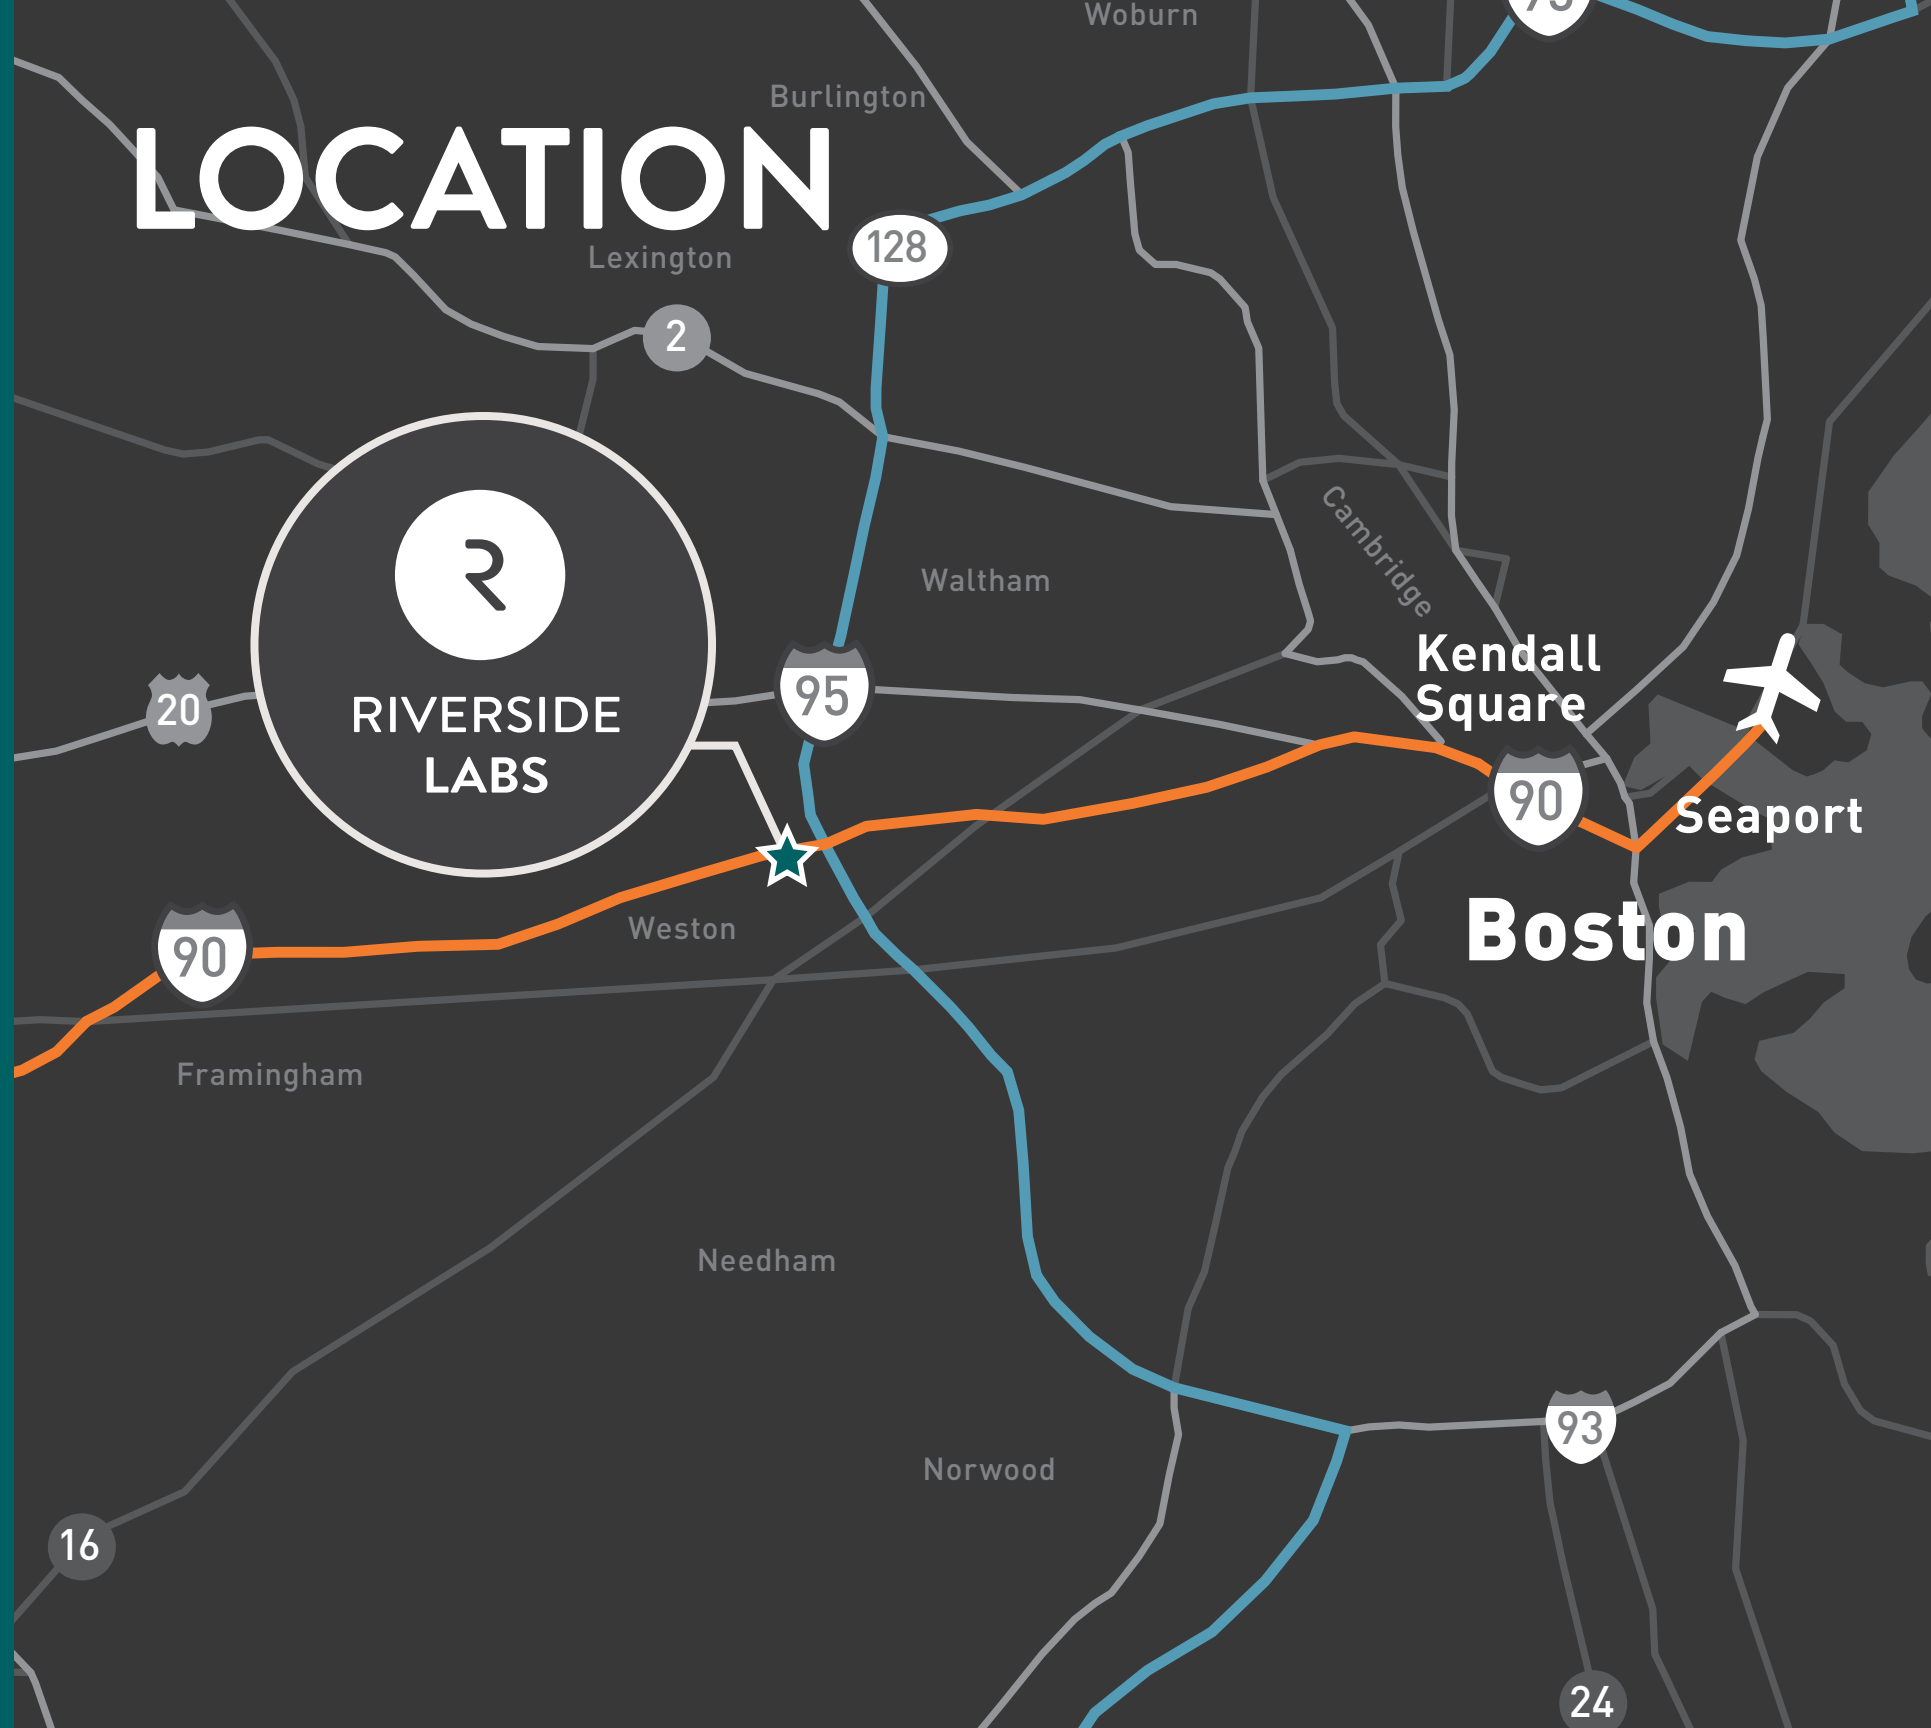 Woburn
Burlington
LOCATION
128
Lexington
2
Waltham
Cambridge
R
RIVERSIDE
LABS
20
95
Kendall
Square
90
Seaport
Boston
Weston
90
Framingham
Needham
93
Norwood
16
24